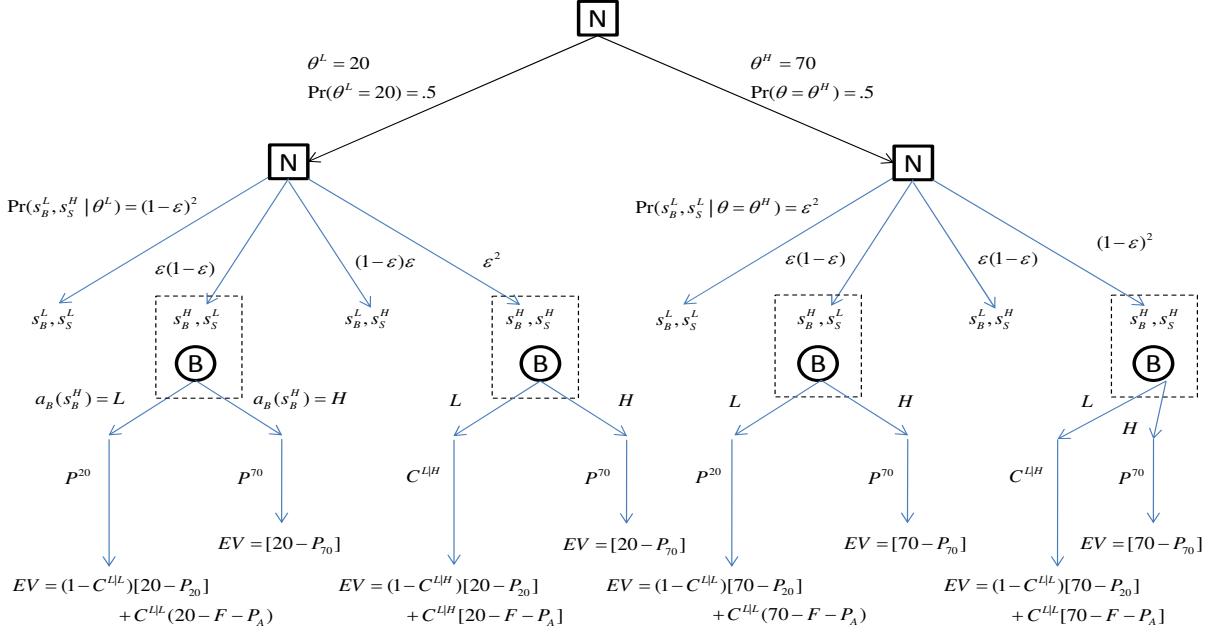 N
θ^L = 20
θ^H = 70
Pr(θ^L = 20) = .5
Pr(θ = θ^H) = .5
N
N
Pr(s_B^L, s_S^H | θ^L) = (1-ε)^2
Pr(s_B^L, s_S^L | θ = θ^H) = ε^2
(1-ε)^2
ε(1-ε)
(1-ε)ε
ε^2
ε(1-ε)
ε(1-ε)
s_B^L, s_S^L
s_B^H, s_S^L
s_B^L, s_S^H
s_B^H, s_S^H
s_B^L, s_S^L
s_B^H, s_S^L
s_B^L, s_S^H
s_B^H, s_S^H
B
B
B
B
a_B(s_B^H) = L
a_B(s_B^H) = H
L
H
L
H
L
H
P^20
P^70
C^{L|H}
P^70
P^20
P^70
C^{L|H}
P^70
EV = [20 - P_70]
EV = [20 - P_70]
EV = [70 - P_70]
EV = [70 - P_70]
EV = (1 - C^{L|L})[20 - P_20]
+ C^{L|L}(20 - F - P_A)
EV = (1 - C^{L|H})[20 - P_20]
+ C^{L|H}[20 - F - P_A]
EV = (1 - C^{L|L})[70 - P_20]
+ C^{L|L}(70 - F - P_A)
EV = (1 - C^{L|L})[70 - P_20]
+ C^{L|L}[70 - F - P_A]